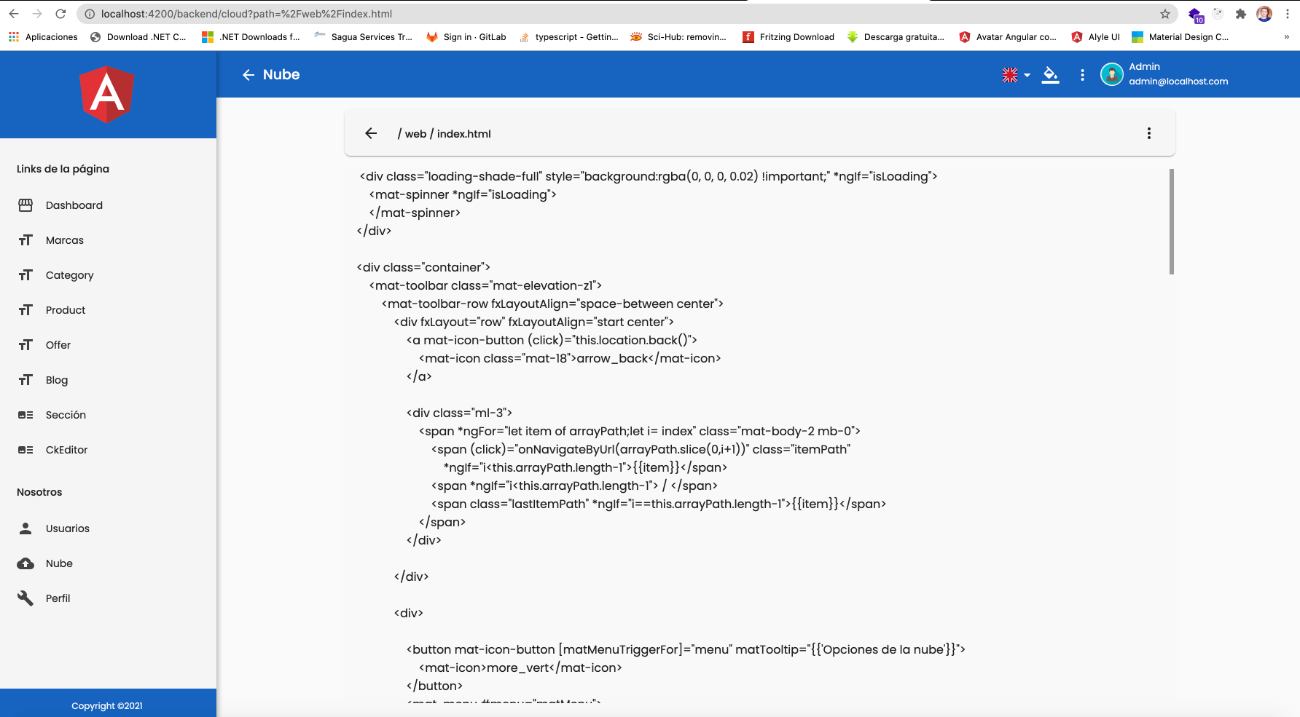 localhost:4200/backend/cloud?path=%2Fweb%2Findex.html
10
Aplicaciones
Download .NET C...
.NET Downloads f...
Sagua Services Tr...
Sign in · GitLab
typescript - Gettin...
Sci-Hub: removin...
Fritzing Download
Descarga gratuita...
Avatar Angular co...
Alyle UI
Material Design C...
»
A
Nube
Admin
admin@localhost.com
Links de la página
Dashboard
Marcas
Category
Product
Offer
Blog
Sección
CkEditor
Nosotros
Usuarios
Nube
Perfil
Copyright ©2021
/ web / index.html
<div class="loading-shade-full" style="background:rgba(0, 0, 0, 0.02) !important;" *ngIf="isLoading">
<mat-spinner *ngIf="isLoading">
</mat-spinner>
</div>
<div class="container">
<mat-toolbar class="mat-elevation-z1">
<mat-toolbar-row fxLayoutAlign="space-between center">
<div fxLayout="row" fxLayoutAlign="start center">
<a mat-icon-button (click)="this.location.back()">
<mat-icon class="mat-18">arrow_back</mat-icon>
</a>
<div class="ml-3">
<span *ngFor="let item of arrayPath;let i= index" class="mat-body-2 mb-0">
<span (click)="onNavigateByUrl(arrayPath.slice(0,i+1))" class="itemPath"
*ngIf="i<this.arrayPath.length-1">{{item}}</span>
<span *ngIf="i<this.arrayPath.length-1"> / </span>
<span class="lastItemPath" *ngIf="i==this.arrayPath.length-1">{{item}}</span>
</span>
</div>
</div>
<div>
<button mat-icon-button [matMenuTriggerFor]="menu" matTooltip="{{'Opciones de la nube'}}">
<mat-icon>more_vert</mat-icon>
</button>
<mat-menu #menu="matMenu">